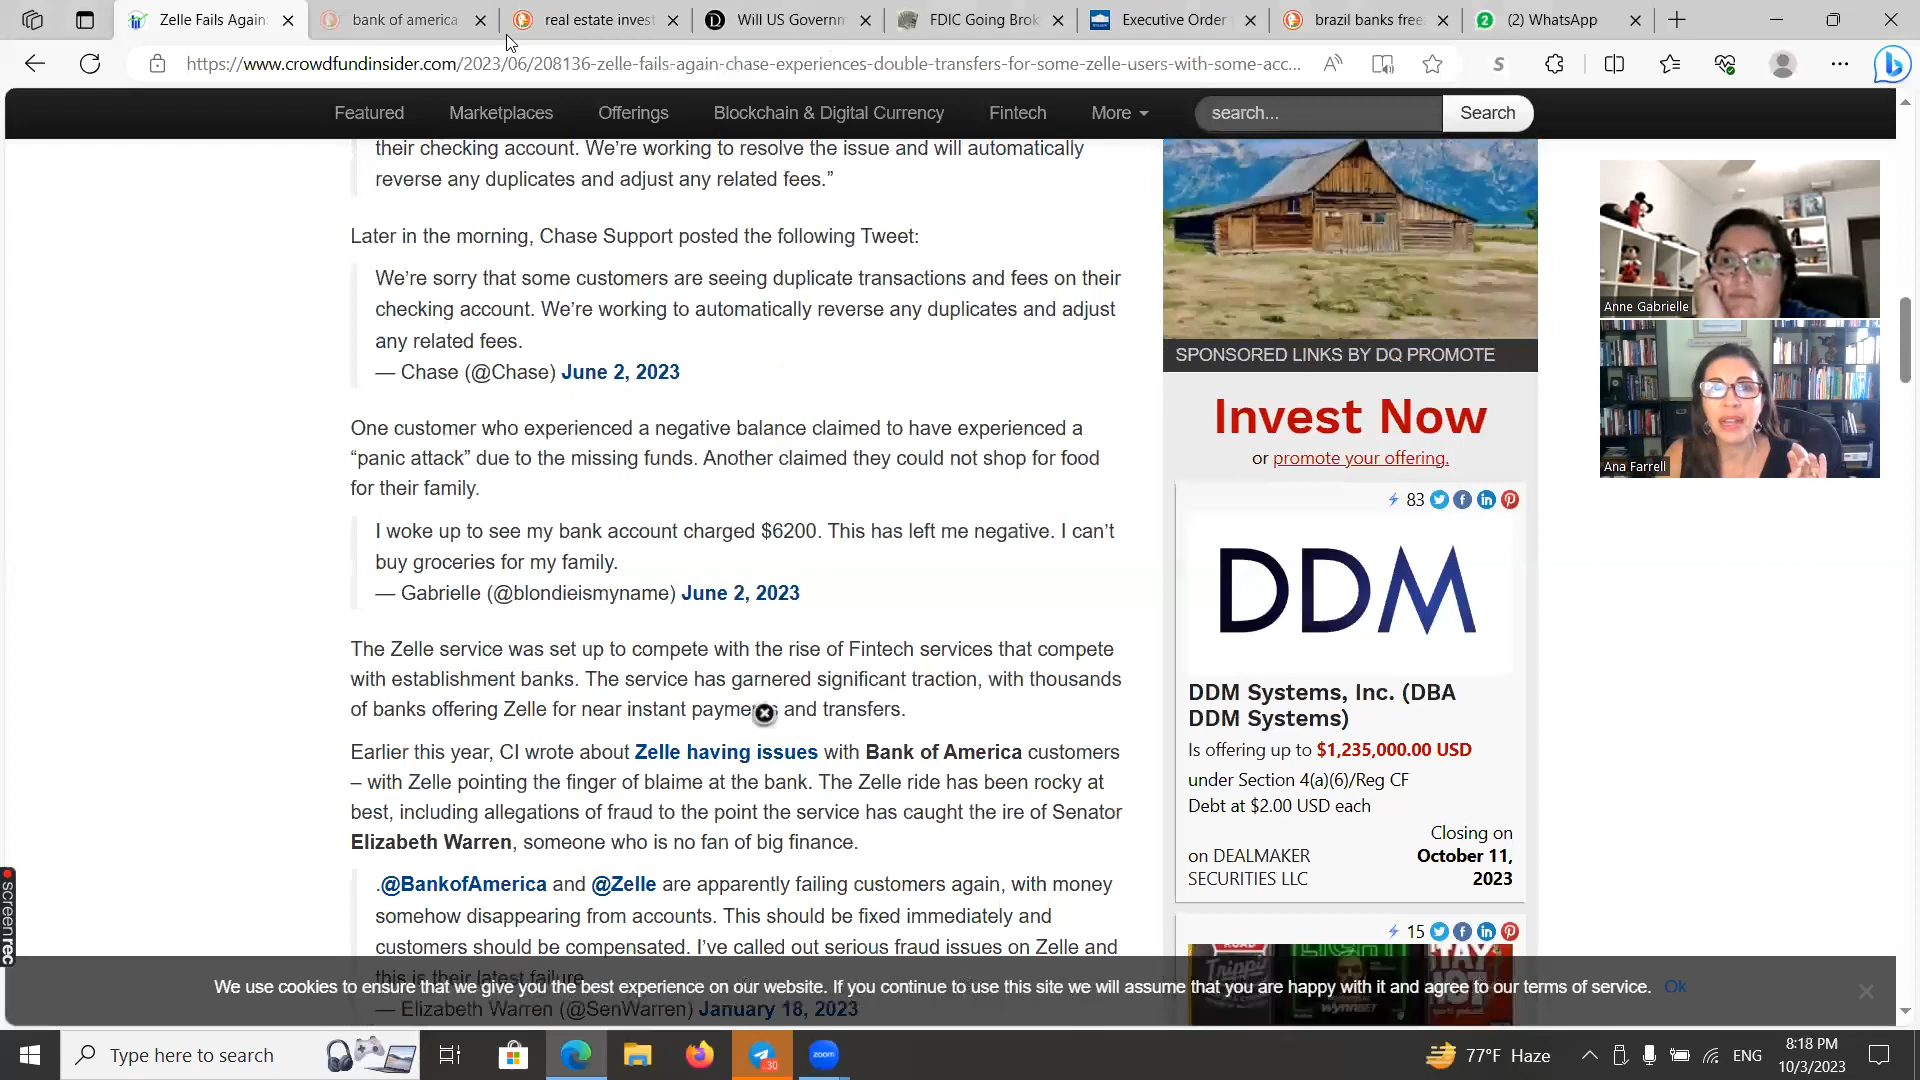 Zelle Fails Again:
bank of america
real estate invest
Will US Governm
FDIC Going Brok
Executive Order
brazil banks free
(2) WhatsApp
https://www.crowdfundinsider.com/2023/06/208136-zelle-fails-again-chase-experiences-double-transfers-for-some-zelle-users-with-some-acc...
Featured
Marketplaces
Offerings
Blockchain & Digital Currency
Fintech
More
search...
Search
their checking account. We’re working to resolve the issue and will automatically
reverse any duplicates and adjust any related fees.”
Later in the morning, Chase Support posted the following Tweet:
We’re sorry that some customers are seeing duplicate transactions and fees on their
checking account. We’re working to automatically reverse any duplicates and adjust
any related fees.
— Chase (@Chase) June 2, 2023
One customer who experienced a negative balance claimed to have experienced a
“panic attack” due to the missing funds. Another claimed they could not shop for food
for their family.
I woke up to see my bank account charged $6200. This has left me negative. I can’t
buy groceries for my family.
— Gabrielle (@blondieismyname) June 2, 2023
The Zelle service was set up to compete with the rise of Fintech services that compete
with establishment banks. The service has garnered significant traction, with thousands
of banks offering Zelle for near instant payments and transfers.
Earlier this year, CI wrote about Zelle having issues with Bank of America customers
– with Zelle pointing the finger of blaime at the bank. The Zelle ride has been rocky at
best, including allegations of fraud to the point the service has caught the ire of Senator
Elizabeth Warren, someone who is no fan of big finance.
.@BankofAmerica and @Zelle are apparently failing customers again, with money
somehow disappearing from accounts. This should be fixed immediately and
customers should be compensated. I’ve called out serious fraud issues on Zelle and
this is their latest failure.
— Elizabeth Warren (@SenWarren) January 18, 2023
SPONSORED LINKS BY DQ PROMOTE
Invest Now
or promote your offering.
83
DDM
DDM Systems, Inc. (DBA
DDM Systems)
Is offering up to $1,235,000.00 USD
under Section 4(a)(6)/Reg CF
Debt at $2.00 USD each
on DEALMAKER
SECURITIES LLC
Closing on
October 11,
2023
15
Trippi
WYNNBET
Anne Gabrielle
Ana Farrell
We use cookies to ensure that we give you the best experience on our website. If you continue to use this site we will assume that you are happy with it and agree to our terms of service. Ok
screenrec
Type here to search
30
zoom
77°F Haze
ENG
8:18 PM
10/3/2023